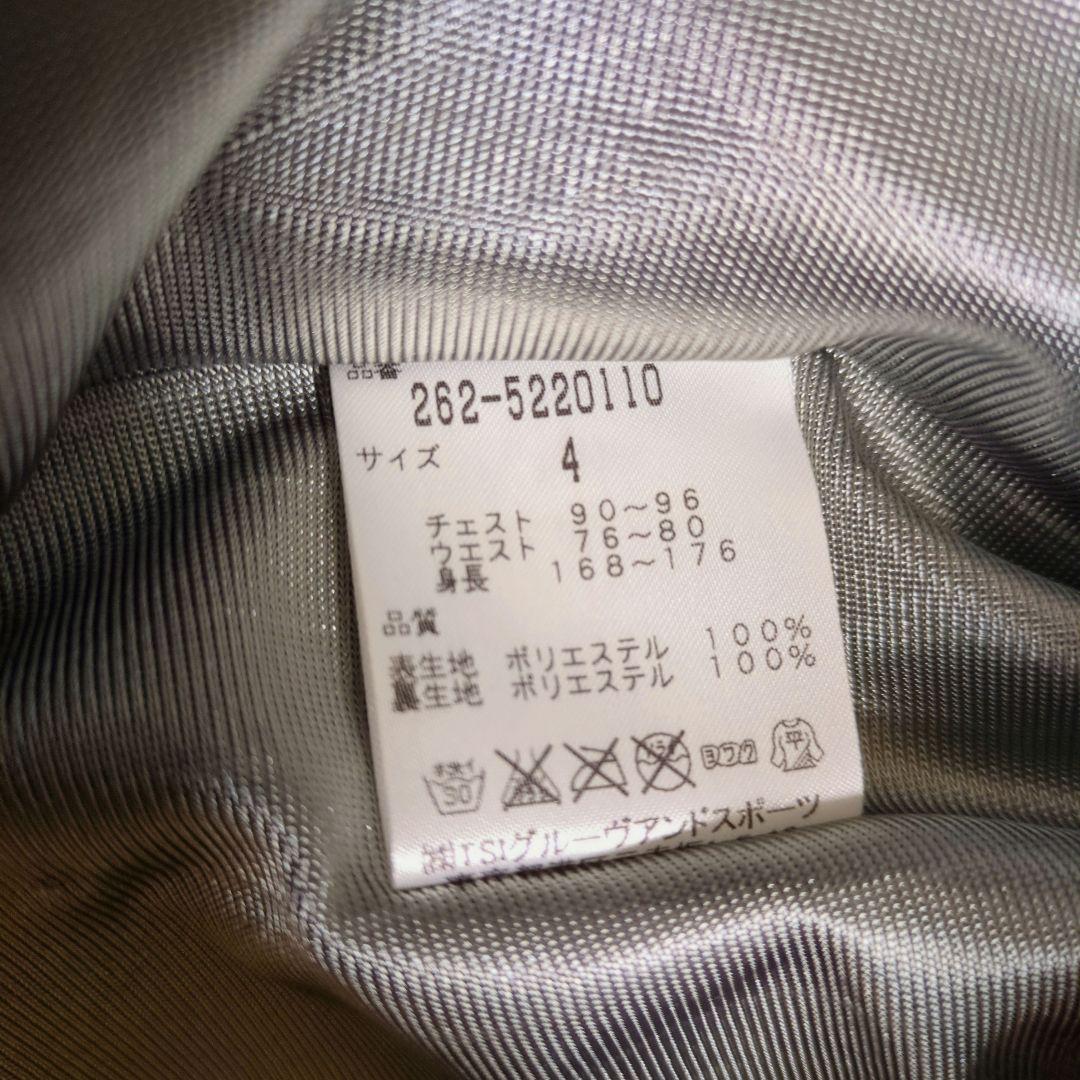 品番
262-5220110
サイズ 4
チェスト 90～96
ウエスト 76～80
身長 168～176
品質
表生地 ポリエステル 100%
裏生地 ポリエステル 100%
30 ヨワク 平
㈱TSIグルーヴアンドスポーツ